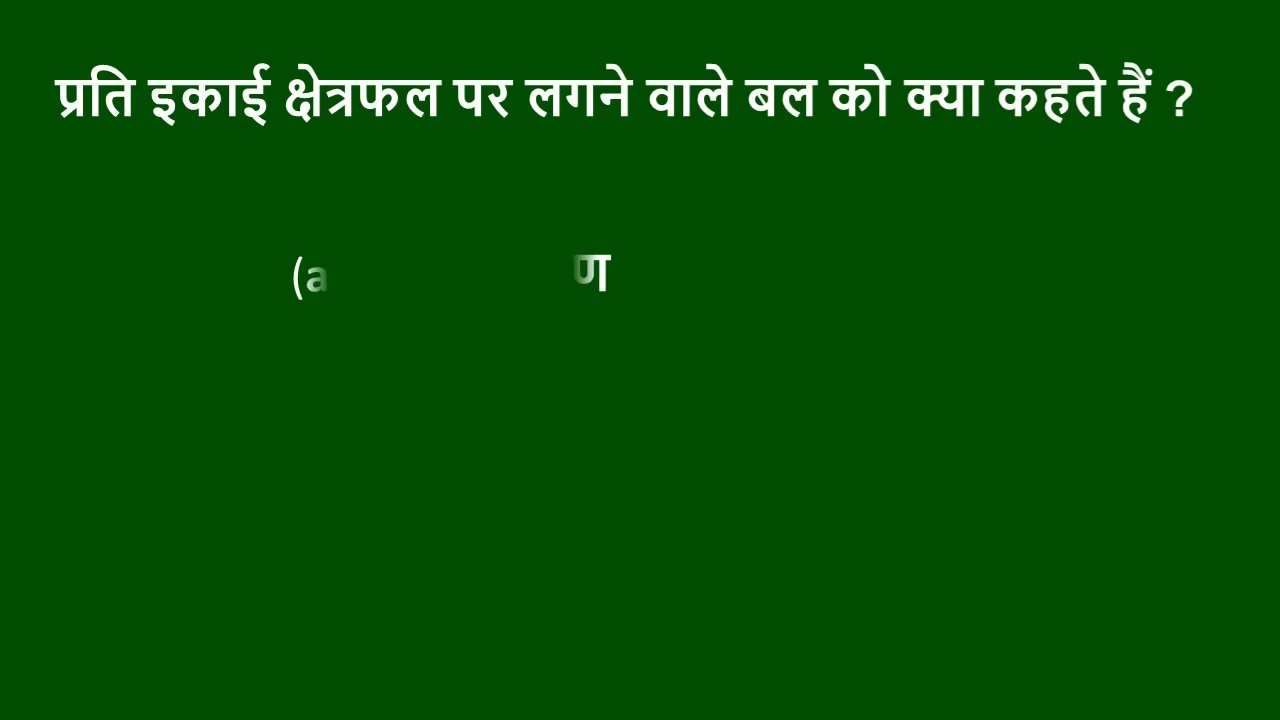 प्रति इकाई क्षेत्रफल पर लगने वाले बल को क्या कहते हैं ?
(a